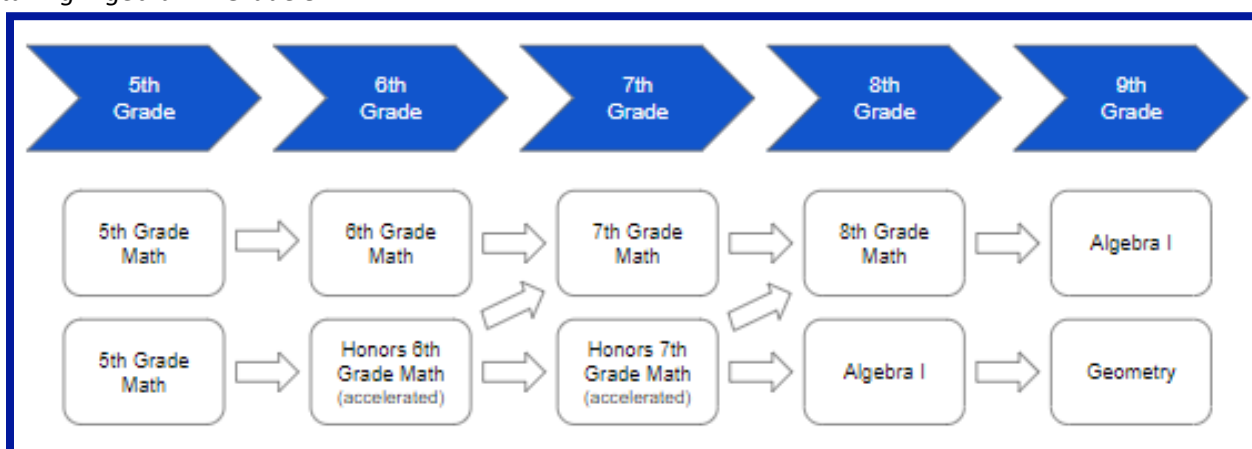 5th
Grade
6th
Grade
7th
Grade
8th
Grade
9th
Grade
5th Grade
Math
6th Grade
Math
7th Grade
Math
8th Grade
Math
Algebra I
5th Grade
Math
Honors 6th
Grade Math
(accelerated)
Honors 7th
Grade Math
(accelerated)
Algebra I
Geometry